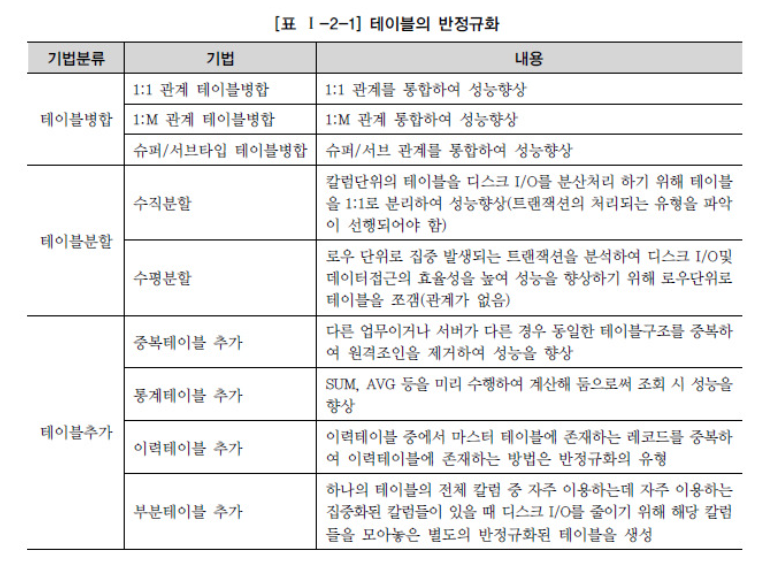 [표 Ⅰ-2-1] 테이블의 반정규화
기법분류 기법 내용
테이블병합
1:1 관계 테이블병합 1:1 관계를 통합하여 성능향상
1:M 관계 테이블병합 1:M 관계 통합하여 성능향상
슈퍼/서브타입 테이블병합 슈퍼/서브 관계를 통합하여 성능향상
테이블분할
수직분할
칼럼단위의 테이블을 디스크 I/O를 분산처리 하기 위해 테이블
을 1:1로 분리하여 성능향상(트랜잭션의 처리되는 유형을 파악
이 선행되어야 함)
수평분할
로우 단위로 집중 발생되는 트랜잭션을 분석하여 디스크 I/O및
데이터접근의 효율성을 높여 성능을 향상하기 위해 로우단위로
테이블을 쪼갬(관계가 없음)
테이블추가
중복테이블 추가
다른 업무이거나 서버가 다른 경우 동일한 테이블구조를 중복하
여 원격조인을 제거하여 성능을 향상
통계테이블 추가
SUM, AVG 등을 미리 수행하여 계산해 둠으로써 조회 시 성능을
향상
이력테이블 추가
이력테이블 중에서 마스터 테이블에 존재하는 레코드를 중복하
여 이력테이블에 존재하는 방법은 반정규화의 유형
부분테이블 추가
하나의 테이블의 전체 칼럼 중 자주 이용하는데 자주 이용하는
집중화된 칼럼들이 있을 때 디스크 I/O를 줄이기 위해 해당 칼럼
들을 모아놓은 별도의 반정규화된 테이블을 생성